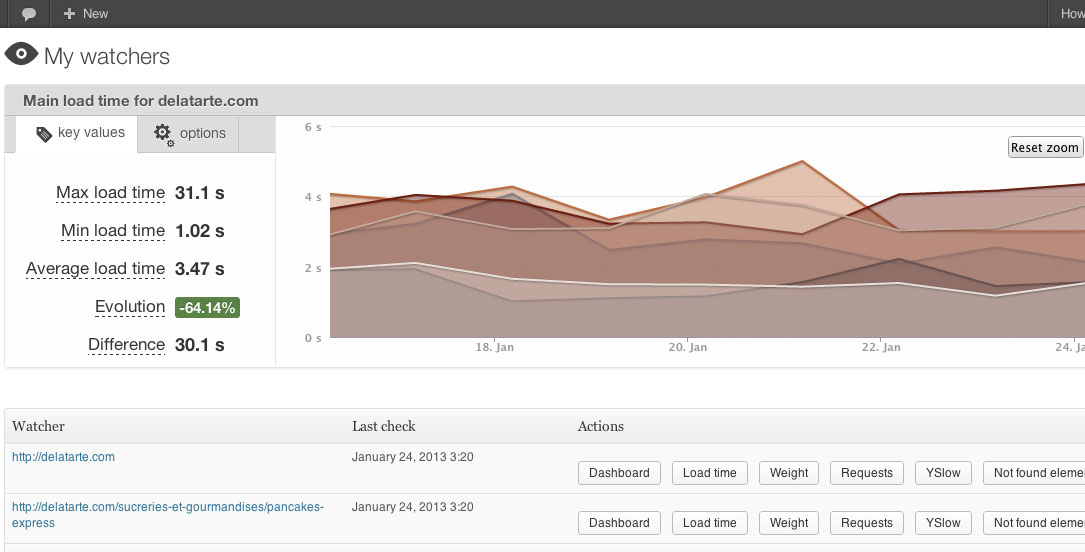 New
How
My watchers
Main load time for delatarte.com
key values
options
Max load time 31.1 s
Min load time 1.02 s
Average load time 3.47 s
Evolution -64.14%
Difference 30.1 s
6 s
4 s
2 s
0 s
Reset zoom
18. Jan 20. Jan 22. Jan 24. Ja
Watcher Last check Actions
http://delatarte.com January 24, 2013 3:20
Dashboard Load time Weight Requests YSlow Not found eleme
http://delatarte.com/sucreries-et-gourmandises/pancakes- January 24, 2013 3:20
express
Dashboard Load time Weight Requests YSlow Not found eleme